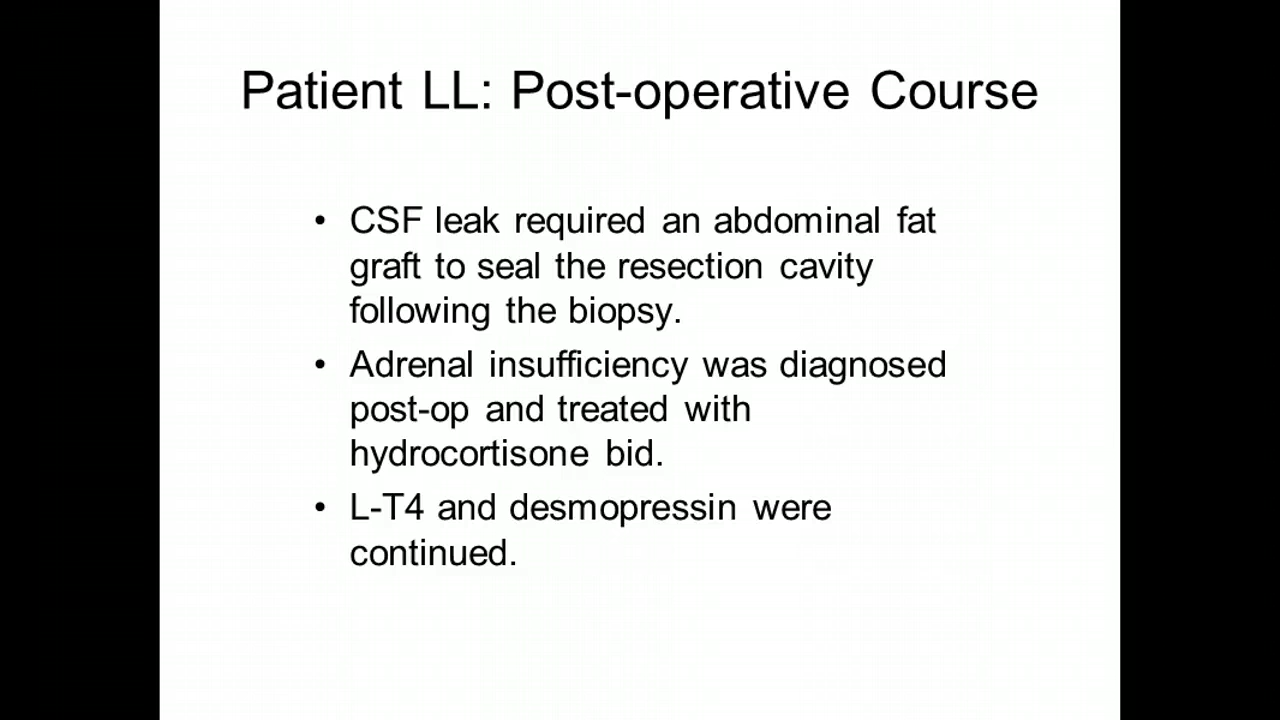 Patient LL: Post-operative Course
• CSF leak required an abdominal fat
graft to seal the resection cavity
following the biopsy.
• Adrenal insufficiency was diagnosed
post-op and treated with
hydrocortisone bid.
• L-T4 and desmopressin were
continued.